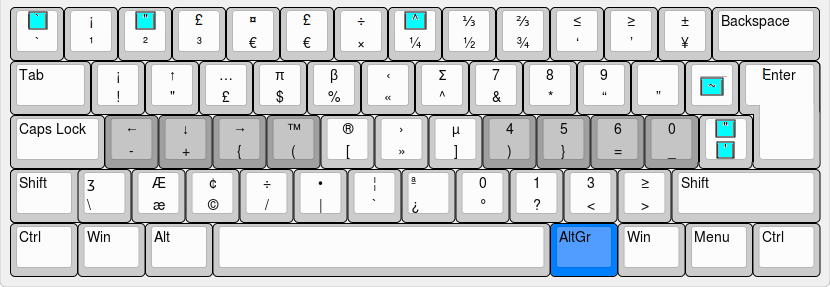 ` ¡ " £ ¤ £ ÷ ^ ⅓ ⅔ ≤ ≥ ± Backspace
` ¹ ² ³ € € × ¼ ½ ¾ ‘ ’ ¥
Tab ¡ ↑ … π β ‹ Σ 7 8 9 Enter
! " £ $ % « ^ & * “ ” ~
Caps Lock ← ↓ → ™ ® › µ 4 5 6 0 "
- + { ( [ » ] ) } = _ '
Shift ʒ Æ ¢ ÷ • ¦ ª 0 1 3 ≥ Shift
\ æ © / | ` ¿ ° ? < >
Ctrl Win Alt AltGr Win Menu Ctrl